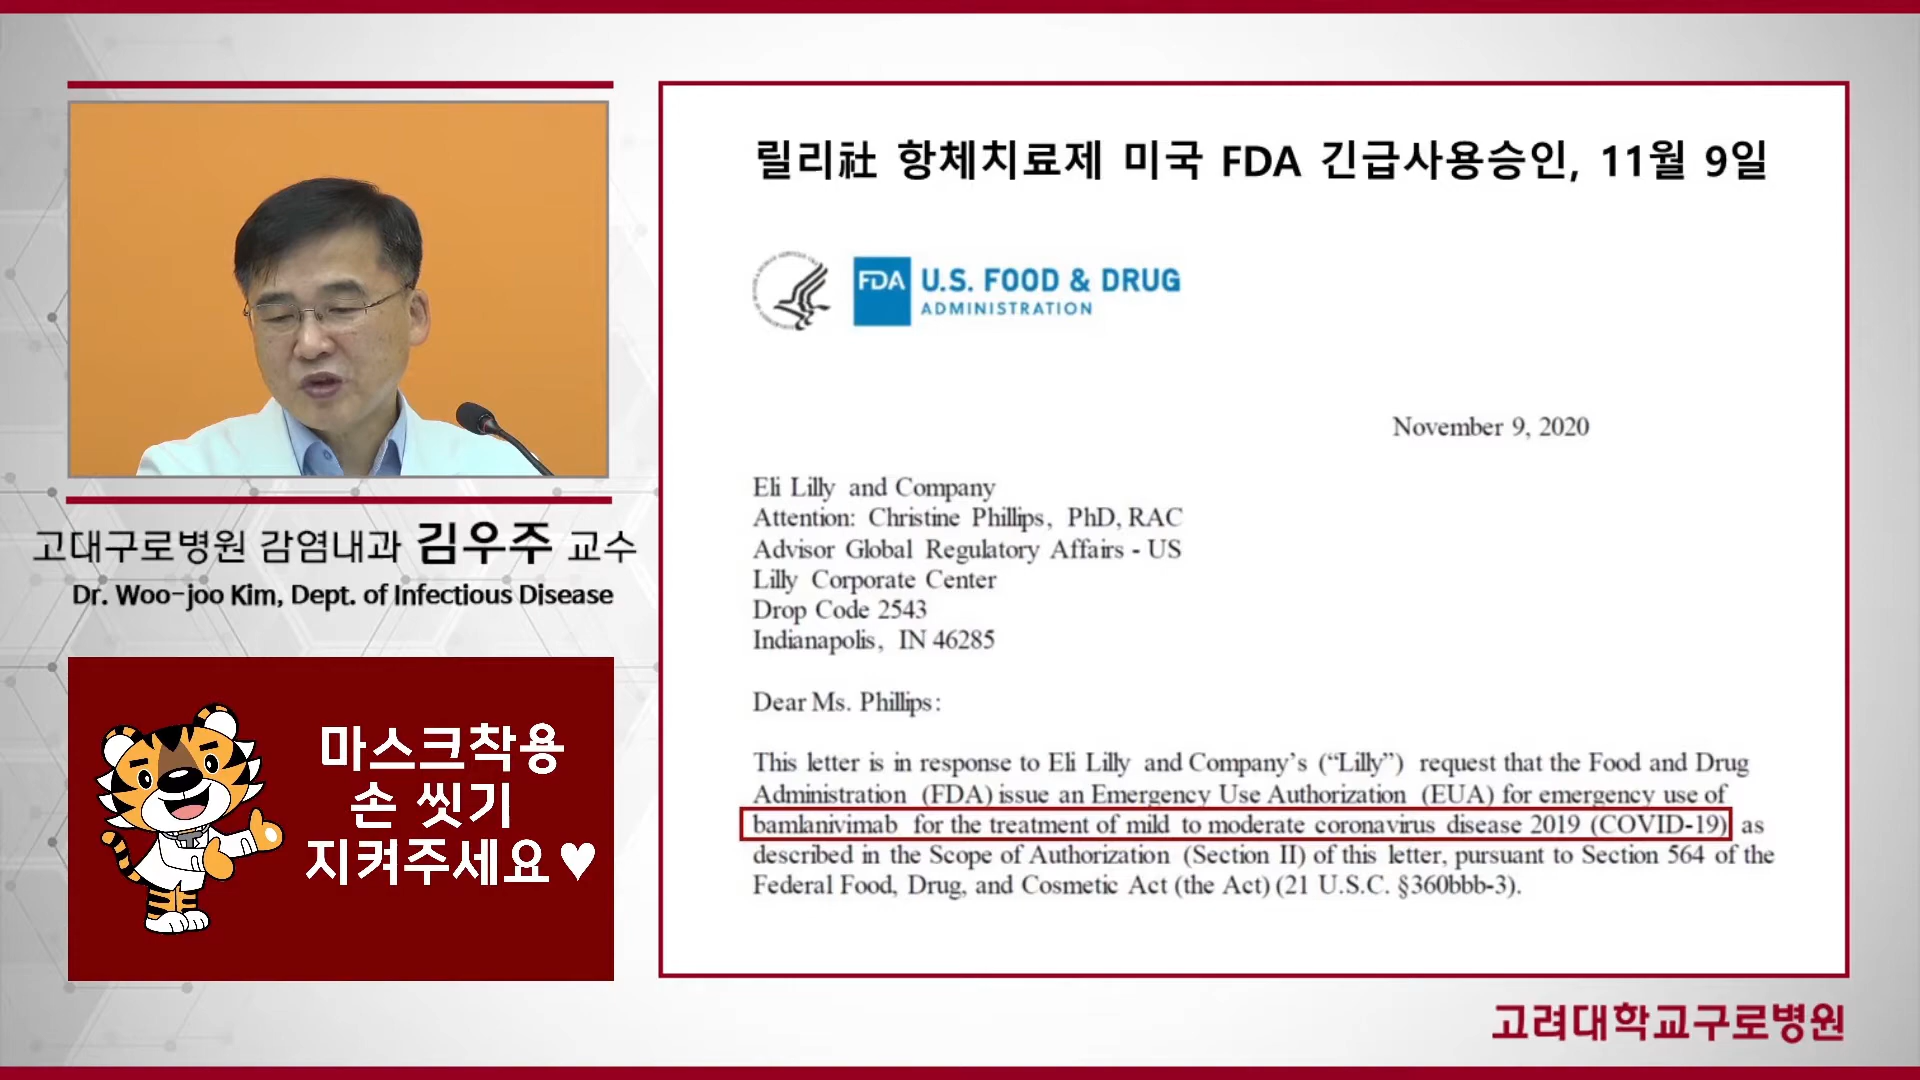 릴리社 항체치료제 미국 FDA 긴급사용승인, 11월 9일
FDA U.S. FOOD & DRUG
ADMINISTRATION
November 9, 2020
Eli Lilly and Company
Attention: Christine Phillips, PhD, RAC
Advisor Global Regulatory Affairs - US
Lilly Corporate Center
Drop Code 2543
Indianapolis, IN 46285
Dear Ms. Phillips:
This letter is in response to Eli Lilly and Company’s (“Lilly”) request that the Food and Drug
Administration (FDA) issue an Emergency Use Authorization (EUA) for emergency use of
bamlanivimab for the treatment of mild to moderate coronavirus disease 2019 (COVID-19) as
described in the Scope of Authorization (Section II) of this letter, pursuant to Section 564 of the
Federal Food, Drug, and Cosmetic Act (the Act) (21 U.S.C. §360bbb-3).
고대구로병원 감염내과 김우주 교수
Dr. Woo-joo Kim, Dept. of Infectious Disease
마스크착용
손 씻기
지켜주세요♥
고려대학교구로병원